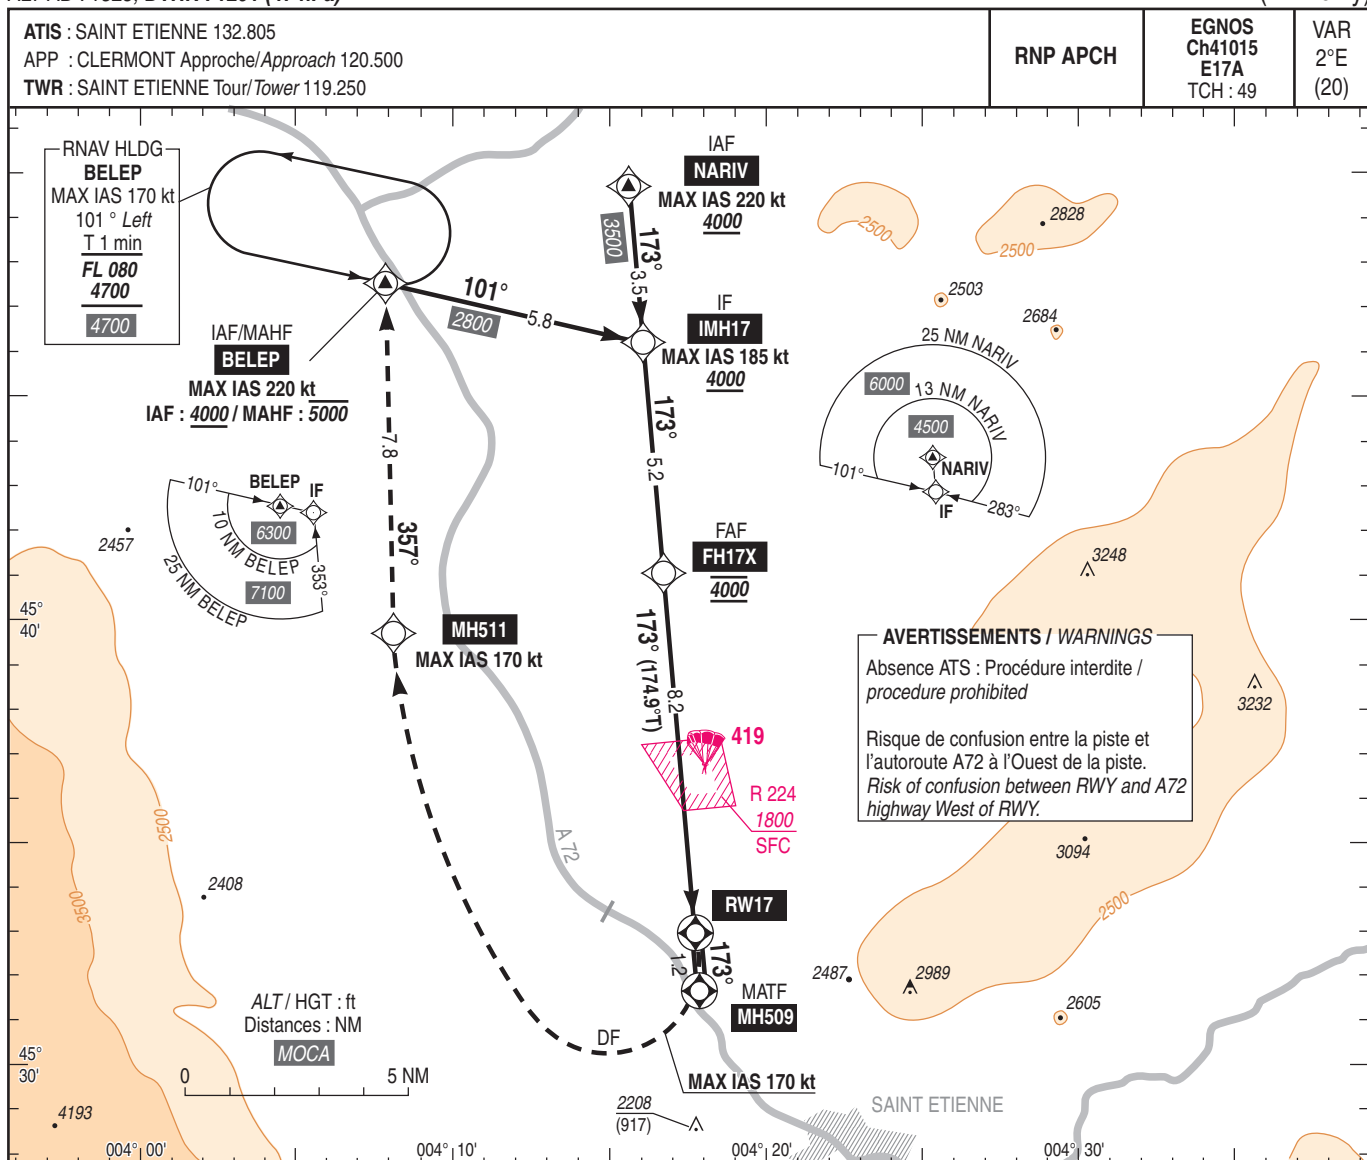 ATIS : SAINT ETIENNE 132.805
APP : CLERMONT Approche/Approach 120.500
TWR : SAINT ETIENNE Tour/Tower 119.250
RNP APCH
EGNOS
Ch41015
E17A
TCH : 49
VAR
2°E
(20)
RNAV HLDG
BELEP
MAX IAS 170 kt
101 ° Left
T 1 min
FL 080
4700
4700
IAF
NARIV
MAX IAS 220 kt
4000
3500
173°
3.5
2500
2828
2500
2503
2684
101°
2800
5.8
IF
IMH17
MAX IAS 185 kt
4000
IAF/MAHF
BELEP
MAX IAS 220 kt
IAF : 4000 / MAHF : 5000
25 NM NARIV
6000
13 NM NARIV
4500
NARIV
101°
IF
283°
173°
5.2
7.8
101°
BELEP
IF
6300
10 NM BELEP
7100
25 NM BELEP
353°
2457
357°
FAF
FH17X
4000
3248
45°
40'
MH511
MAX IAS 170 kt
173° (174.9°T)
8.2
AVERTISSEMENTS / WARNINGS
Absence ATS : Procédure interdite /
procedure prohibited
Risque de confusion entre la piste et
l'autoroute A72 à l'Ouest de la piste.
Risk of confusion between RWY and A72
highway West of RWY.
3232
419
R 224
1800
SFC
2500
A 72
3094
3500
2408
2500
RW17
173°
1.2
2487
2989
MATF
MH509
2605
ALT / HGT : ft
Distances : NM
MOCA
DF
45°
30'
0
5 NM
MAX IAS 170 kt
4193
2208
(917)
SAINT ETIENNE
004° 00'
004° 10'
004° 20'
004° 30'